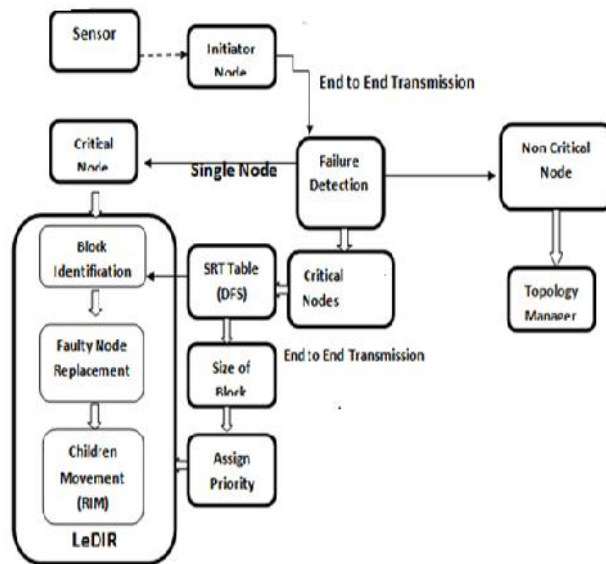 Sensor
Initiator
Node
End to End Transmission
Critical
Node
Single Node
Failure
Detection
Non Critical
Node
Block
Identification
SRT Table
(DFS)
Critical
Nodes
Topology
Manager
End to End Transmission
Faulty Node
Replacement
Size of
Block
Children
Movement
(RIM)
Assign
Priority
LeDIR